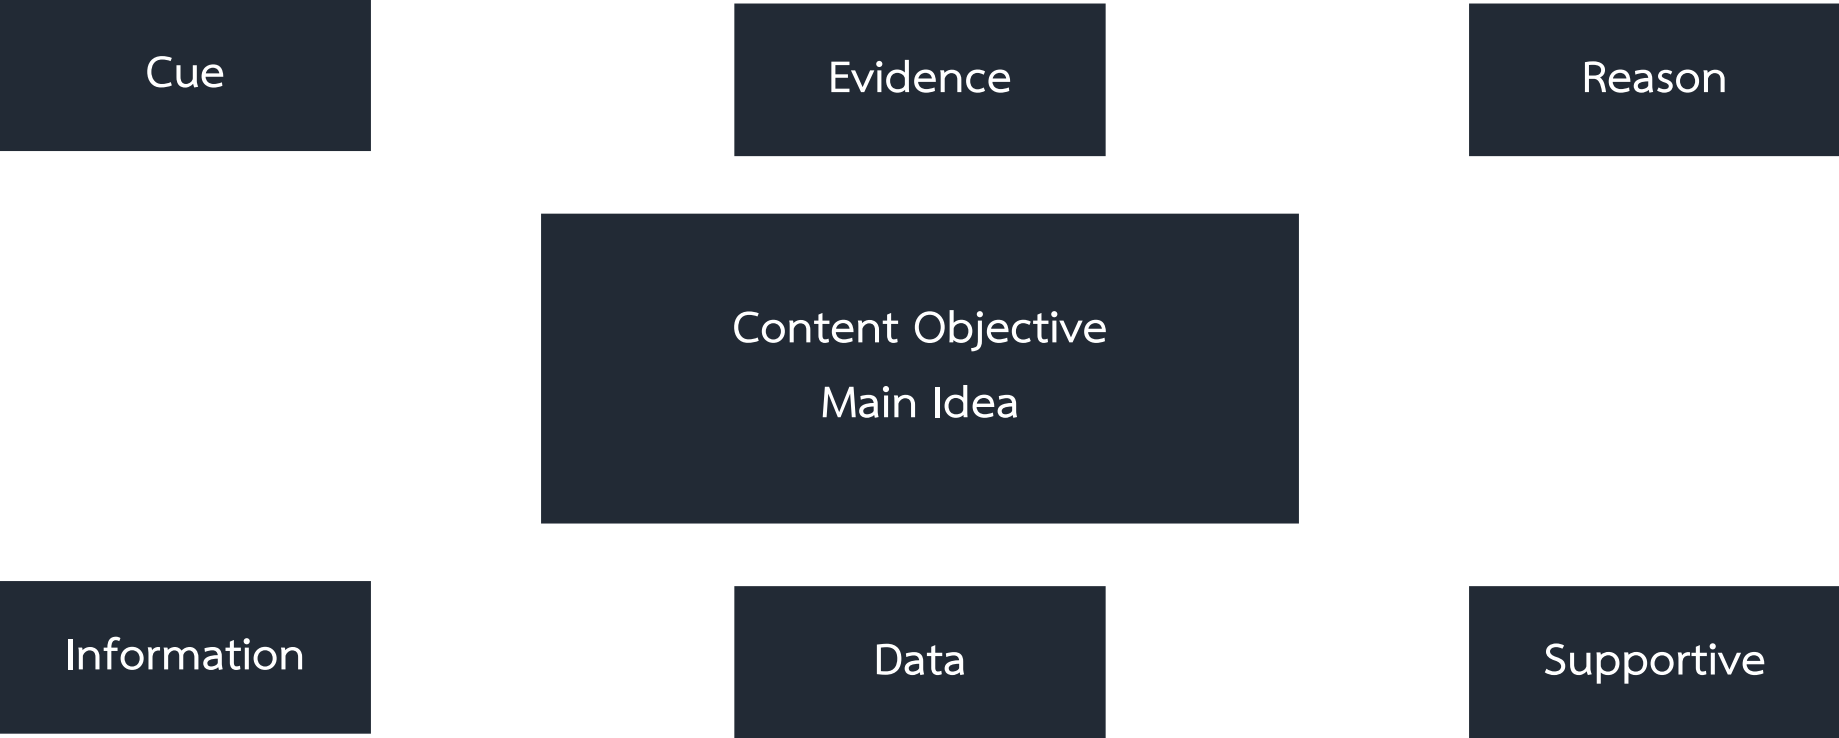 Cue
Evidence
Reason
Content Objective
Main Idea
Information
Data
Supportive